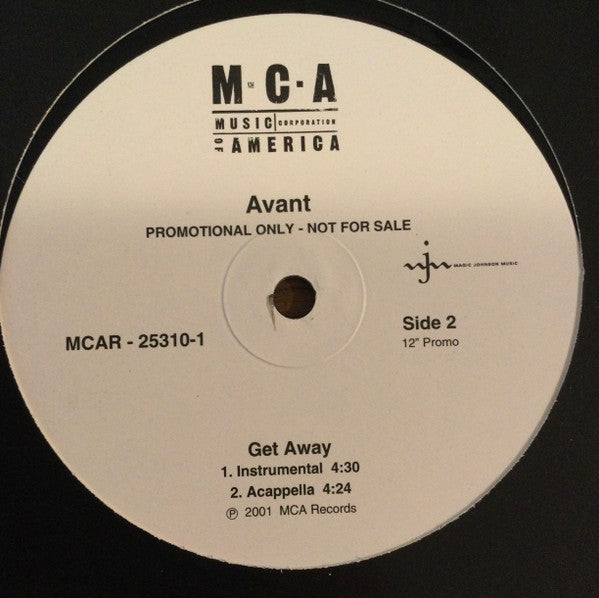 M·C·A
MUSIC CORPORATION
OF AMERICA
Avant
PROMOTIONAL ONLY - NOT FOR SALE
mjm MAGIC JOHNSON MUSIC
MCAR - 25310-1
Side 2
12" Promo
Get Away
1. Instrumental 4:30
2. Acappella 4:24
℗ 2001 MCA Records